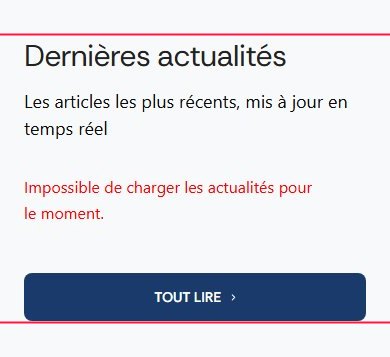 Dernières actualités
Les articles les plus récents, mis à jour en
temps réel
Impossible de charger les actualités pour
le moment.
TOUT LIRE ›